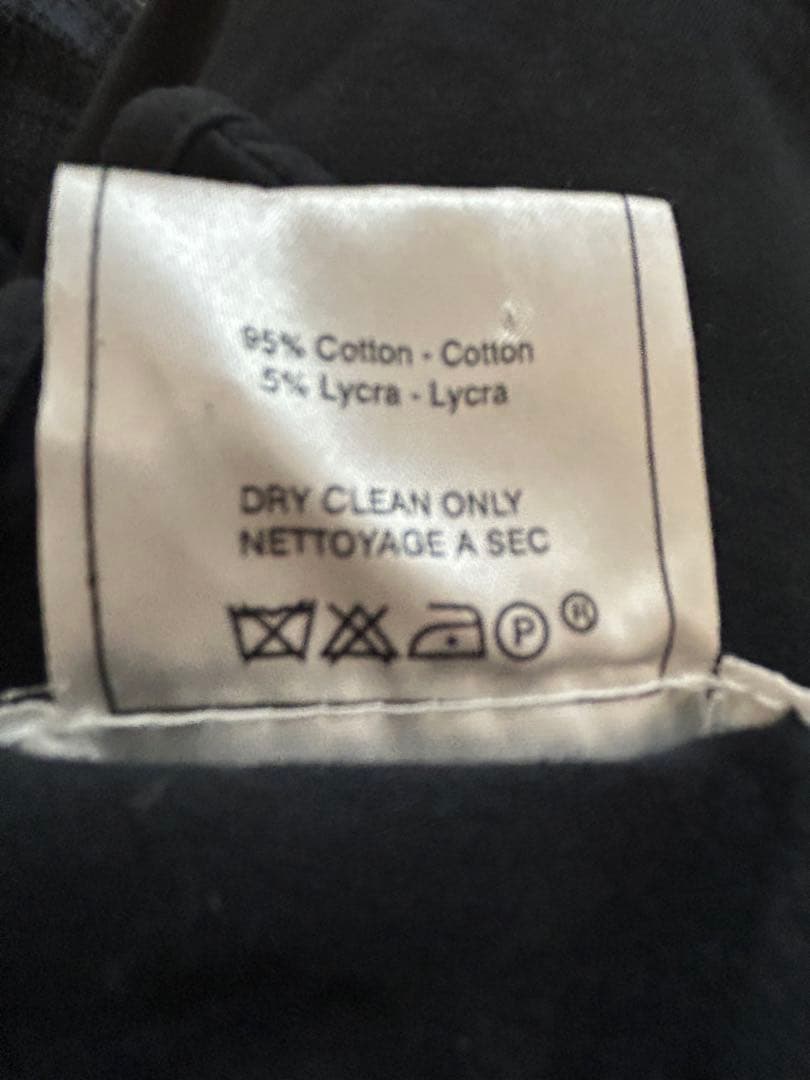 95% Cotton - Cotton
5% Lycra - Lycra
DRY CLEAN ONLY
NETTOYAGE A SEC
P ®